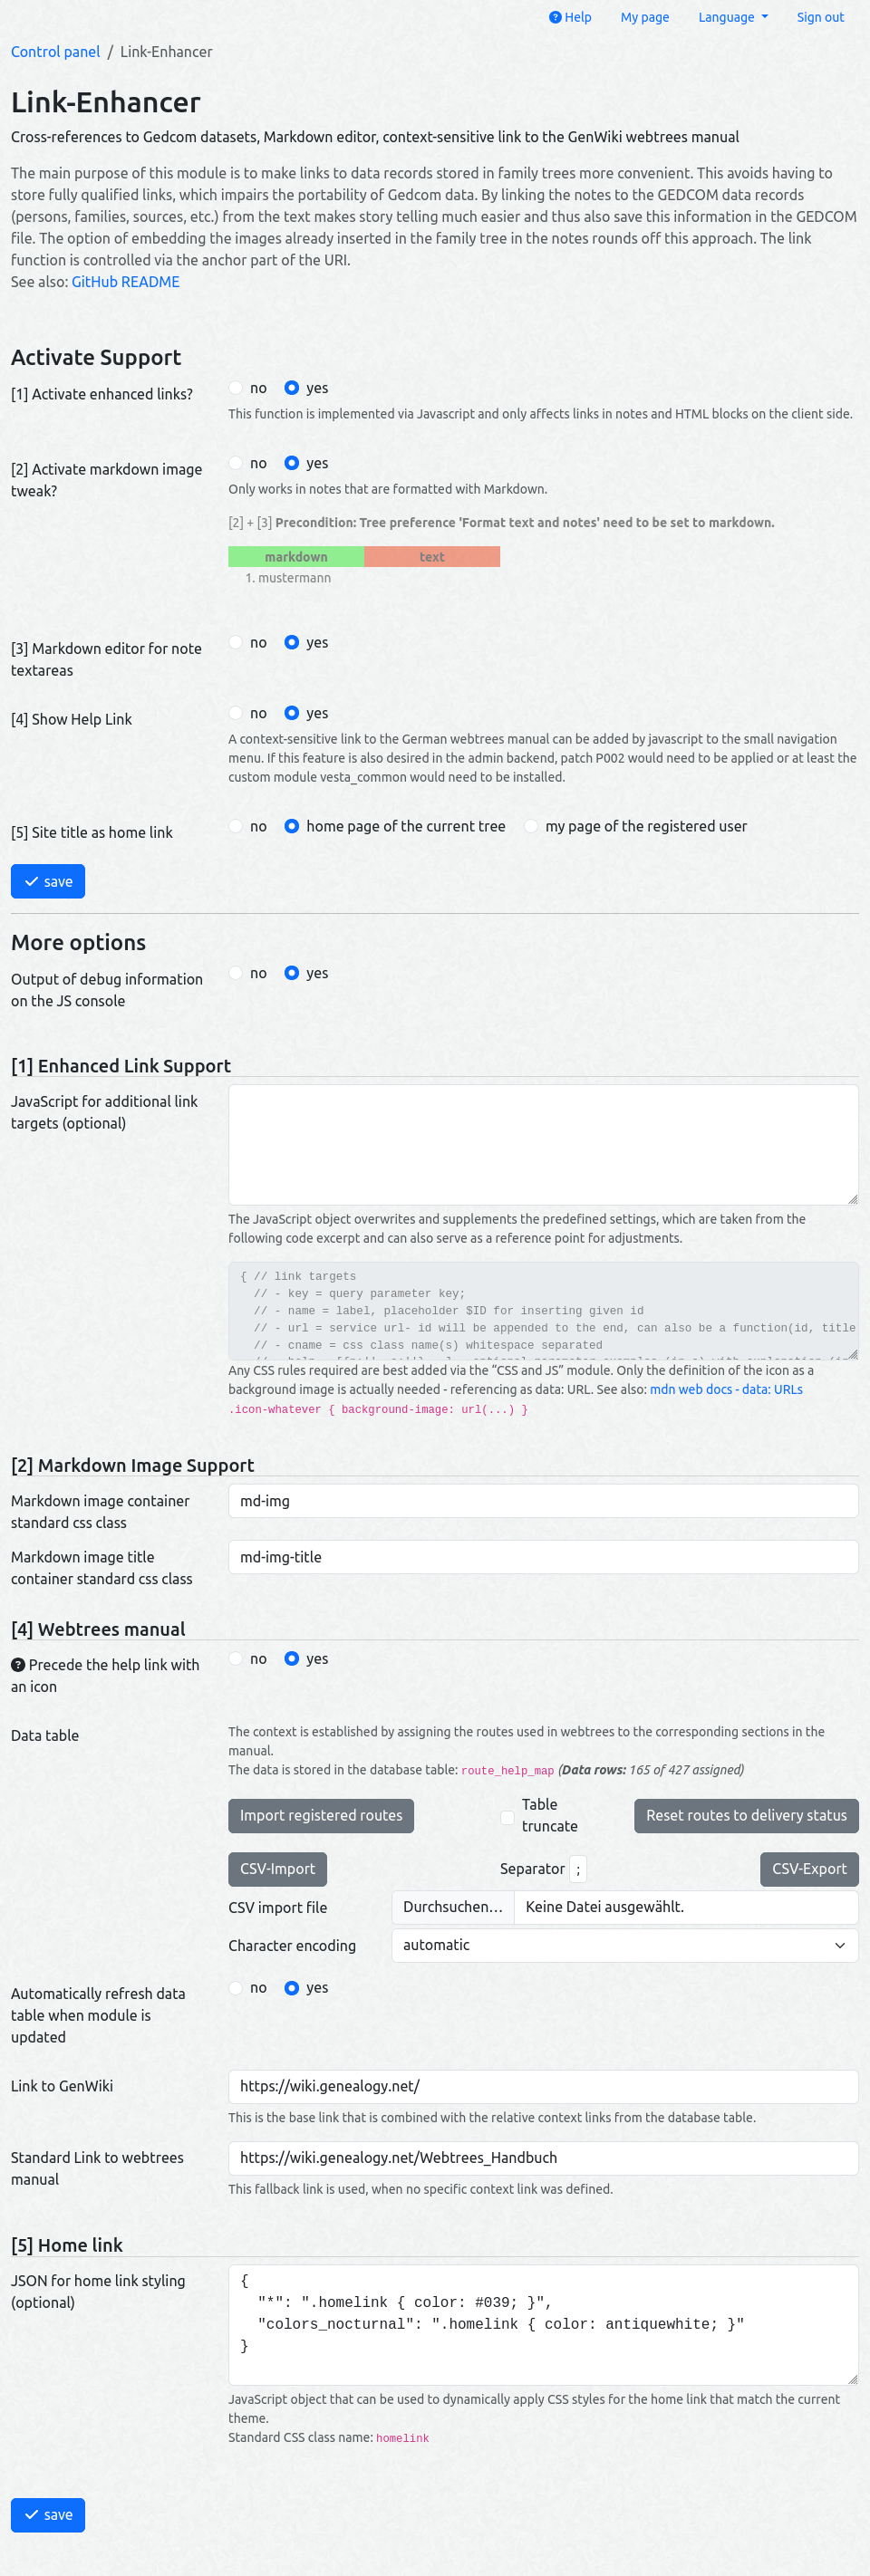 Help My page Language Sign out
Control panel / Link-Enhancer
Link-Enhancer
Cross-references to Gedcom datasets, Markdown editor, context-sensitive link to the GenWiki webtrees manual
The main purpose of this module is to make links to data records stored in family trees more convenient. This avoids having to
store fully qualified links, which impairs the portability of Gedcom data. By linking the notes to the GEDCOM data records
(persons, families, sources, etc.) from the text makes story telling much easier and thus also save this information in the GEDCOM
file. The option of embedding the images already inserted in the family tree in the notes rounds off this approach. The link
function is controlled via the anchor part of the URI.
See also: GitHub README
Activate Support
[1] Activate enhanced links?
no yes
This function is implemented via Javascript and only affects links in notes and HTML blocks on the client side.
[2] Activate markdown image
tweak?
no yes
Only works in notes that are formatted with Markdown.
[2] + [3] Precondition: Tree preference 'Format text and notes' need to be set to markdown.
markdown text
1. mustermann
[3] Markdown editor for note
textareas
no yes
[4] Show Help Link
no yes
A context-sensitive link to the German webtrees manual can be added by javascript to the small navigation
menu. If this feature is also desired in the admin backend, patch P002 would need to be applied or at least the
custom module vesta_common would need to be installed.
[5] Site title as home link
no home page of the current tree my page of the registered user
save
More options
Output of debug information
on the JS console
no yes
[1] Enhanced Link Support
JavaScript for additional link
targets (optional)
The JavaScript object overwrites and supplements the predefined settings, which are taken from the
following code excerpt and can also serve as a reference point for adjustments.
{ // link targets
// - key = query parameter key;
// - name = label, placeholder $ID for inserting given id
// - url = service url- id will be appended to the end, can also be a function(id, title
// - cname = css class name(s) whitespace separated
Any CSS rules required are best added via the “CSS and JS” module. Only the definition of the icon as a
background image is actually needed - referencing as data: URL. See also: mdn web docs - data: URLs
.icon-whatever { background-image: url(...) }
[2] Markdown Image Support
Markdown image container
standard css class
md-img
Markdown image title
container standard css class
md-img-title
[4] Webtrees manual
Precede the help link with
an icon
no yes
Data table
The context is established by assigning the routes used in webtrees to the corresponding sections in the
manual.
The data is stored in the database table: route_help_map (Data rows: 165 of 427 assigned)
Import registered routes
Table
truncate
Reset routes to delivery status
CSV-Import Separator ; CSV-Export
CSV import file Durchsuchen… Keine Datei ausgewählt.
Character encoding automatic
Automatically refresh data
table when module is
updated
no yes
Link to GenWiki
https://wiki.genealogy.net/
This is the base link that is combined with the relative context links from the database table.
Standard Link to webtrees
manual
https://wiki.genealogy.net/Webtrees_Handbuch
This fallback link is used, when no specific context link was defined.
[5] Home link
JSON for home link styling
(optional)
{
"*": ".homelink { color: #039; }",
"colors_nocturnal": ".homelink { color: antiquewhite; }"
}
JavaScript object that can be used to dynamically apply CSS styles for the home link that match the current
theme.
Standard CSS class name: homelink
save